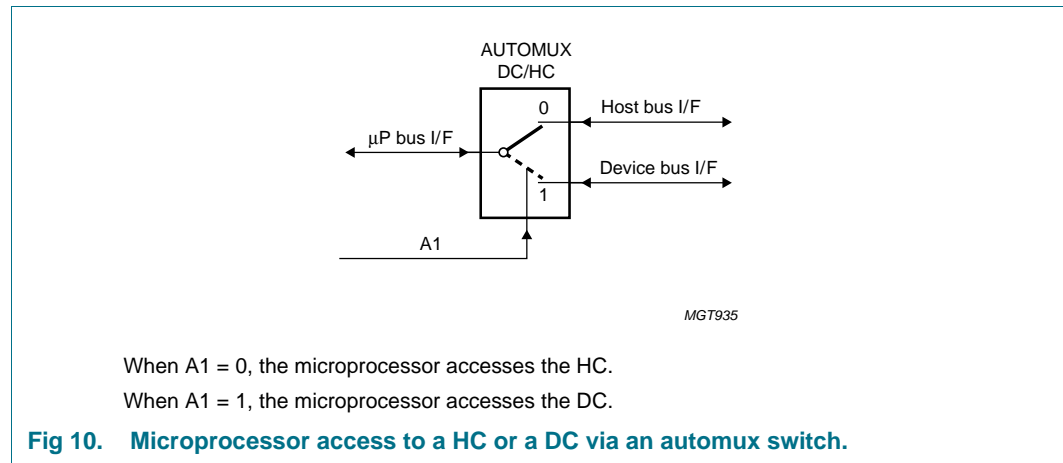 AUTOMUX
DC/HC
0
Host bus I/F
µP bus I/F
Device bus I/F
1
A1
MGT935
When A1 = 0, the microprocessor accesses the HC.
When A1 = 1, the microprocessor accesses the DC.
Fig 10. Microprocessor access to a HC or a DC via an automux switch.